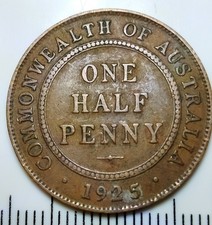 COMMONWEALTH OF AUSTRALIA
ONE
HALF
PENNY
· 1925 ·